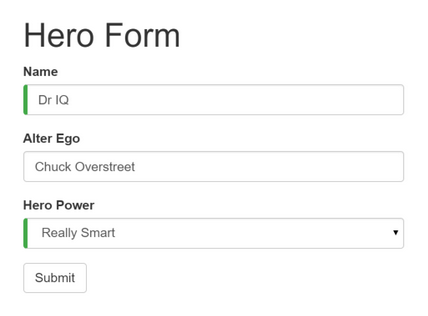 Hero Form
Name
Dr IQ
Alter Ego
Chuck Overstreet
Hero Power
Really Smart
Submit